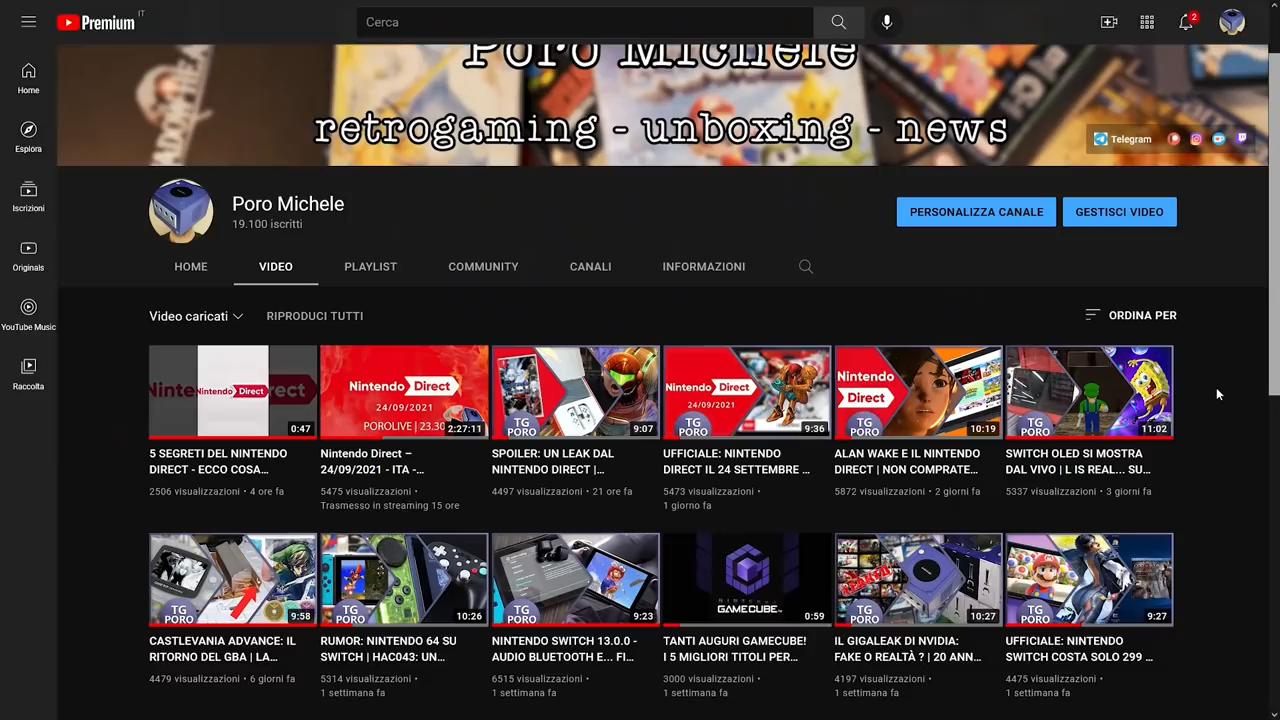 Premium IT
Cerca
2
Home
Esplora
Iscrizioni
Originals
YouTube Music
Raccolta
Poro Michele
retrogaming - unboxing - news
Telegram
Poro Michele
19.100 iscritti
PERSONALIZZA CANALE
GESTISCI VIDEO
HOME
VIDEO
PLAYLIST
COMMUNITY
CANALI
INFORMAZIONI
Video caricati
RIPRODUCI TUTTI
ORDINA PER
Nintendo Direct
0:47
5 SEGRETI DEL NINTENDO
DIRECT - ECCO COSA...
2506 visualizzazioni • 4 ore fa
Nintendo Direct
24/09/2021
POROLIVE | 23.30
2:27:11
Nintendo Direct –
24/09/2021 - ITA -...
5475 visualizzazioni •
Trasmesso in streaming 15 ore
TG
PORO
9:07
SPOILER: UN LEAK DAL
NINTENDO DIRECT |...
4497 visualizzazioni • 21 ore fa
Nintendo Direct
24/09/2021
TG
PORO
9:36
UFFICIALE: NINTENDO
DIRECT IL 24 SETTEMBRE ...
5473 visualizzazioni •
1 giorno fa
Nintendo
Direct
TG
PORO
10:19
ALAN WAKE E IL NINTENDO
DIRECT | NON COMPRATE...
5872 visualizzazioni • 2 giorni fa
TG
PORO
11:02
SWITCH OLED SI MOSTRA
DAL VIVO | L IS REAL... SU...
5337 visualizzazioni • 3 giorni fa
TG
PORO
9:58
CASTLEVANIA ADVANCE: IL
RITORNO DEL GBA | LA...
4479 visualizzazioni • 6 giorni fa
TG
PORO
10:26
RUMOR: NINTENDO 64 SU
SWITCH | HAC043: UN...
5314 visualizzazioni •
1 settimana fa
TG
PORO
9:23
NINTENDO SWITCH 13.0.0 -
AUDIO BLUETOOTH E... FI...
6515 visualizzazioni •
1 settimana fa
NINTENDO
GAMECUBE
0:59
TANTI AUGURI GAMECUBE!
I 5 MIGLIORI TITOLI PER...
3000 visualizzazioni •
1 settimana fa
TG
PORO
10:27
IL GIGALEAK DI NVIDIA:
FAKE O REALTÀ ? | 20 ANN...
4197 visualizzazioni •
1 settimana fa
TG
PORO
9:27
UFFICIALE: NINTENDO
SWITCH COSTA SOLO 299 ...
4475 visualizzazioni •
1 settimana fa